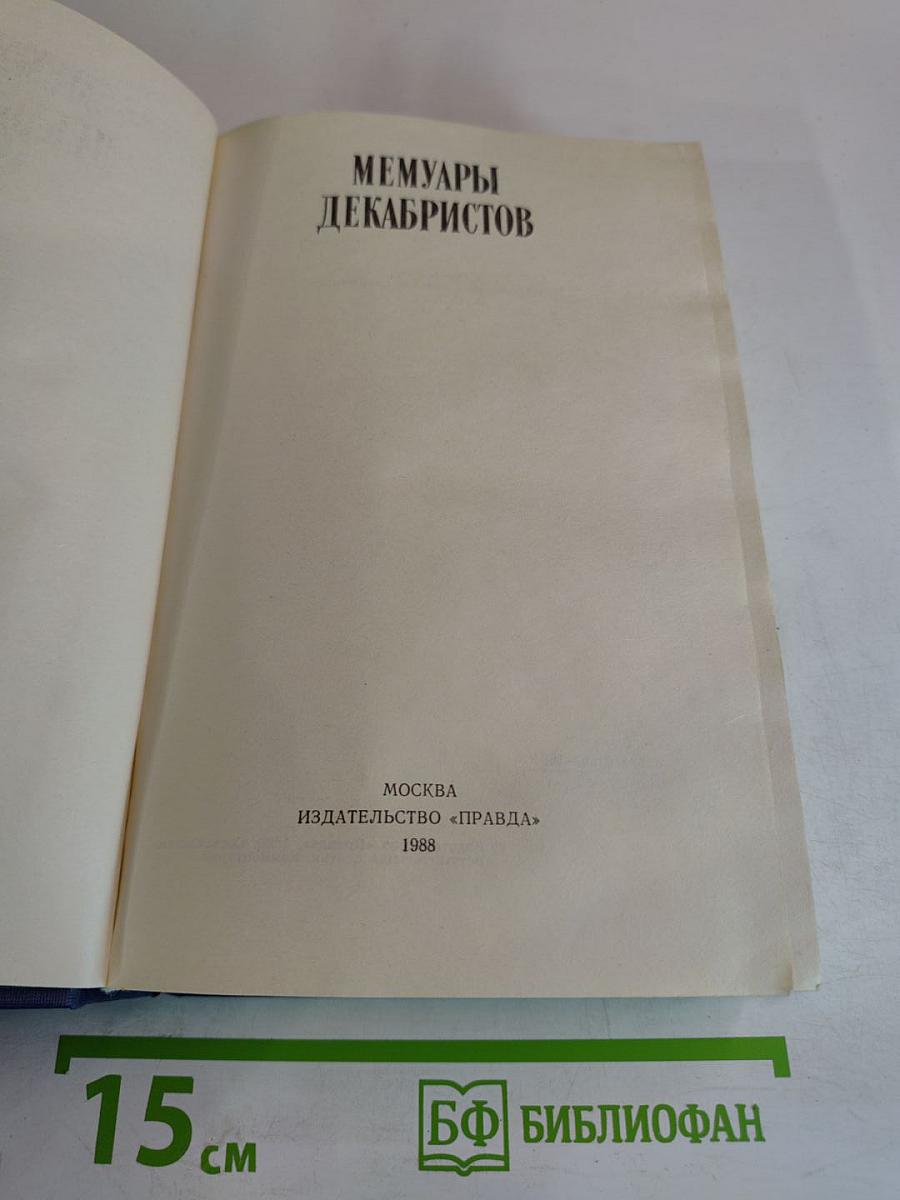 МЕМУАРЫ
ДЕКАБРИСТОВ
МОСКВА
ИЗДАТЕЛЬСТВО «ПРАВДА»
1988
15 см
БФ БИБЛИОФАН